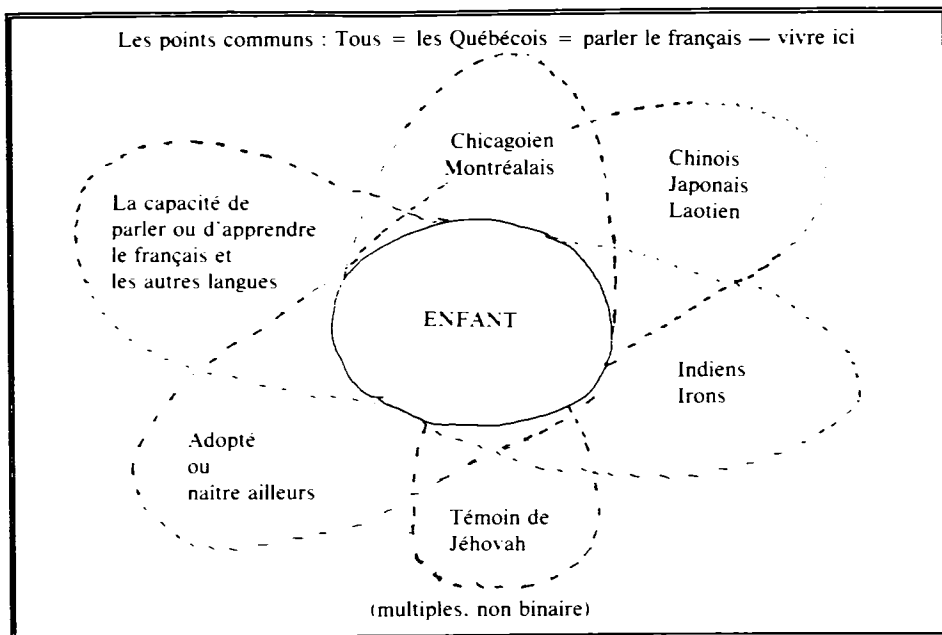 Les points communs : Tous = les Québécois = parler le français — vivre ici
Chicagoien
Montréalais
Chinois
Japonais
Laotien
La capacité de
parler ou d'apprendre
le français et
les autres langues
ENFANT
Indiens
Irons
Adopté
ou
naître ailleurs
Témoin de
Jéhovah
(multiples. non binaire)